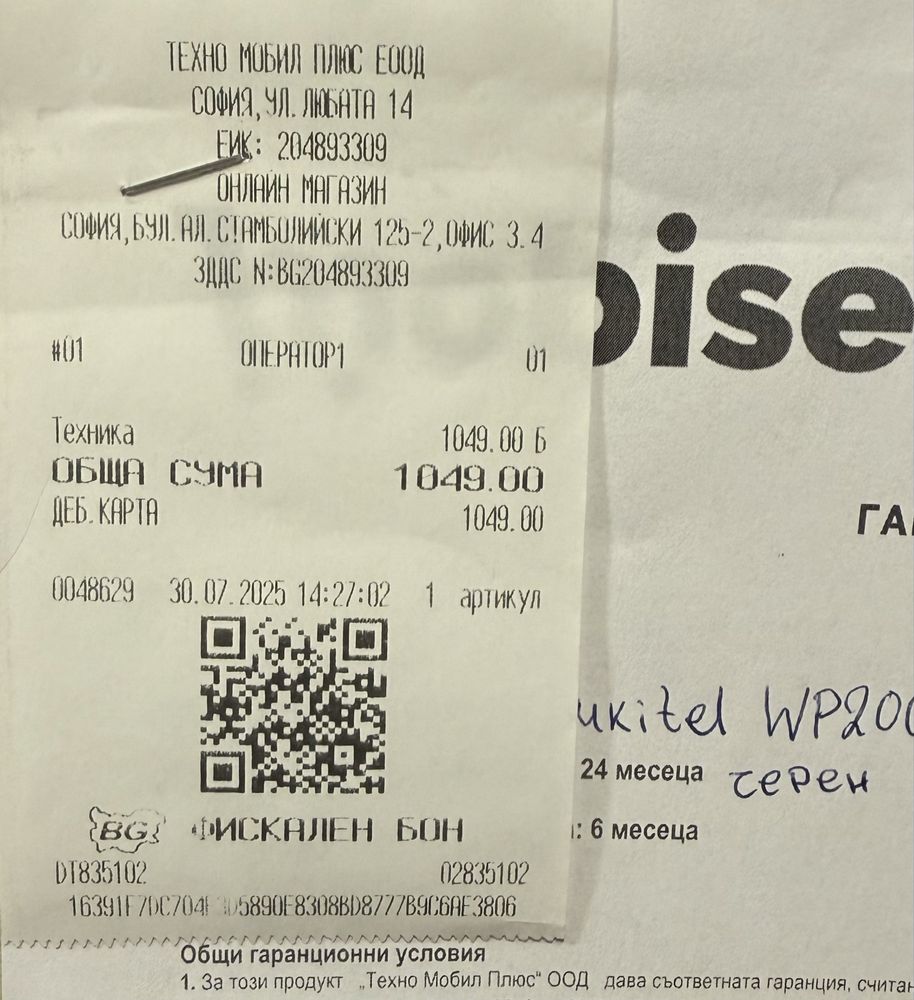 ТЕХНО МОБИЛ ПЛЮС ЕООД
СОФИЯ,УЛ.ЛЮБАТА 14
ЕИК: 204893309
ОНЛАЙН МАГАЗИН
СОФИЯ,БУЛ.АЛ.СТАМБОЛИЙСКИ 125-2,ОФИС 3.4
ЗДДС N:BG204893309
#01 ОПЕРАТОР1 01
Техника 1049.00 Б
ОБЩА СУМА 1049.00
ДЕБ.КАРТА 1049.00
0048629 30.07.2025 14:27:02 1 артикул
BG ФИСКАЛЕН БОН
DT835102 02835102
oise
ГА
ukitel WP200
24 месеца черен
: 6 месеца
Общи гаранционни условия
1. За този продукт „Техно Мобил Плюс“ ООД дава съответната гаранция, считан